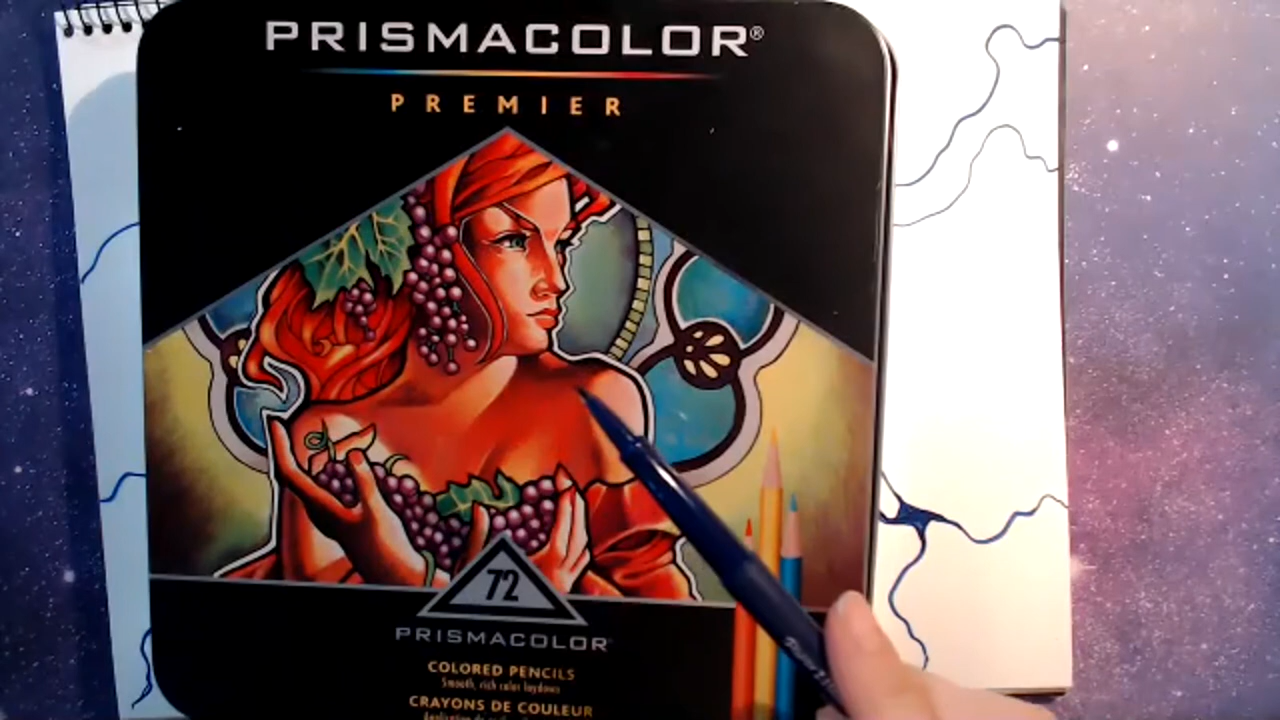 PRISMACOLOR®
PREMIER
72
PRISMACOLOR
COLORED PENCILS
Smooth, rich color laydown
CRAYONS DE COULEUR